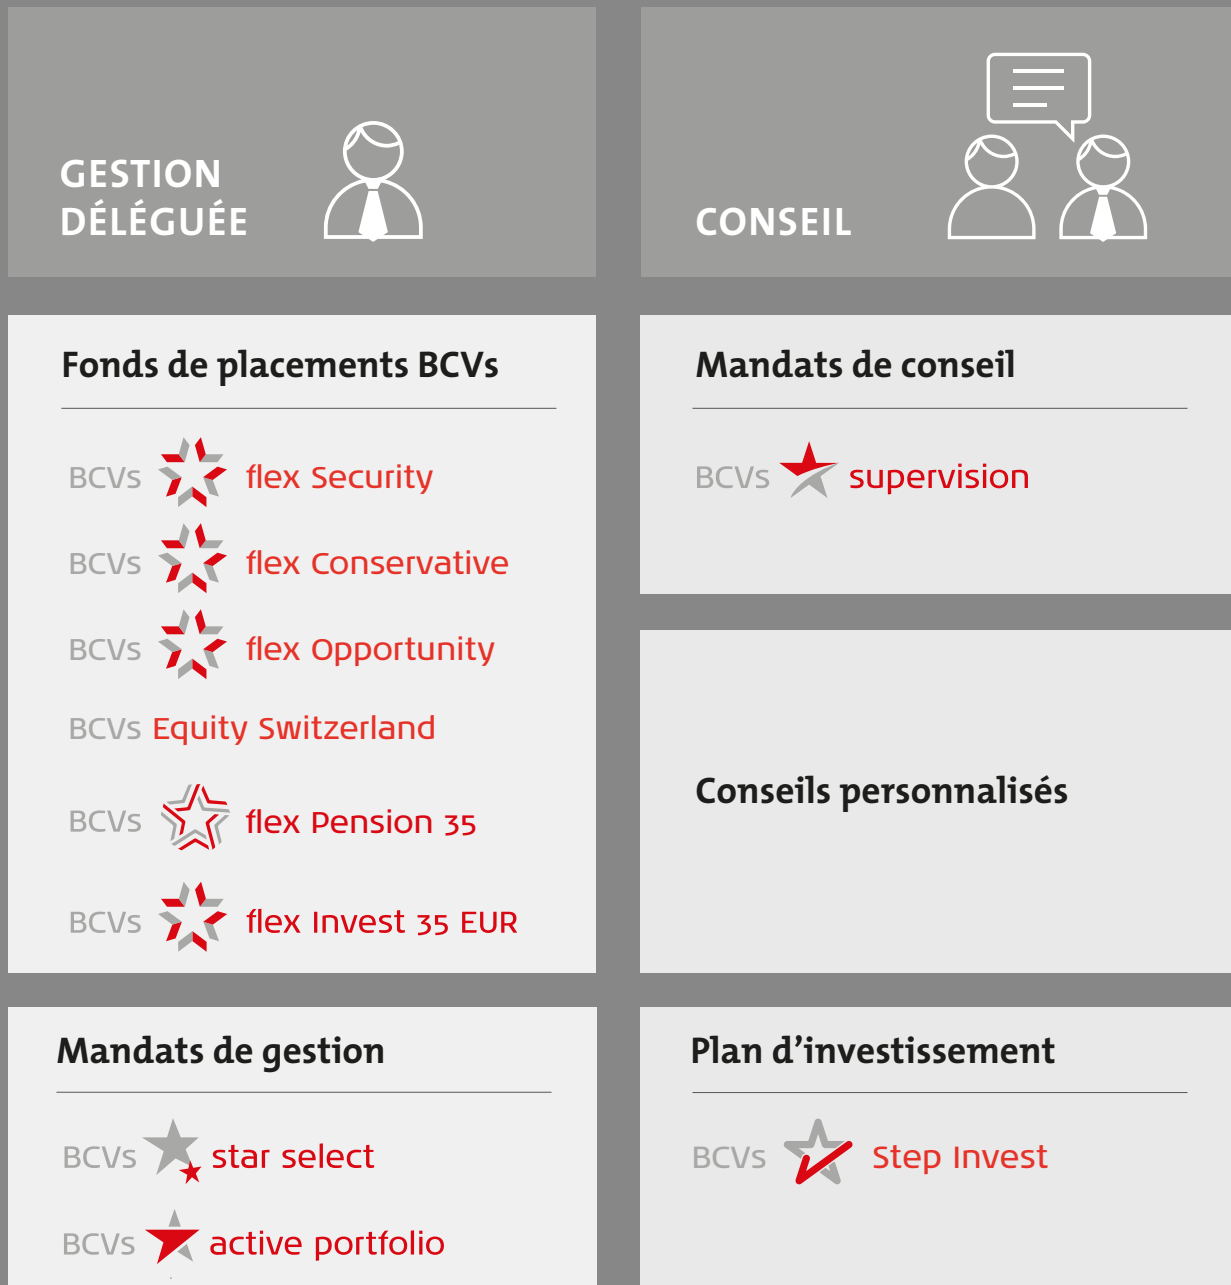 GESTION
DÉLÉGUÉE
CONSEIL
Fonds de placements BCVs
BCVs flex Security
BCVs flex Conservative
BCVs flex Opportunity
BCVs Equity Switzerland
BCVs flex Pension 35
BCVs flex Invest 35 EUR
Mandats de conseil
BCVs supervision
Conseils personnalisés
Mandats de gestion
BCVs star select
BCVs active portfolio
Plan d’investissement
BCVs Step Invest